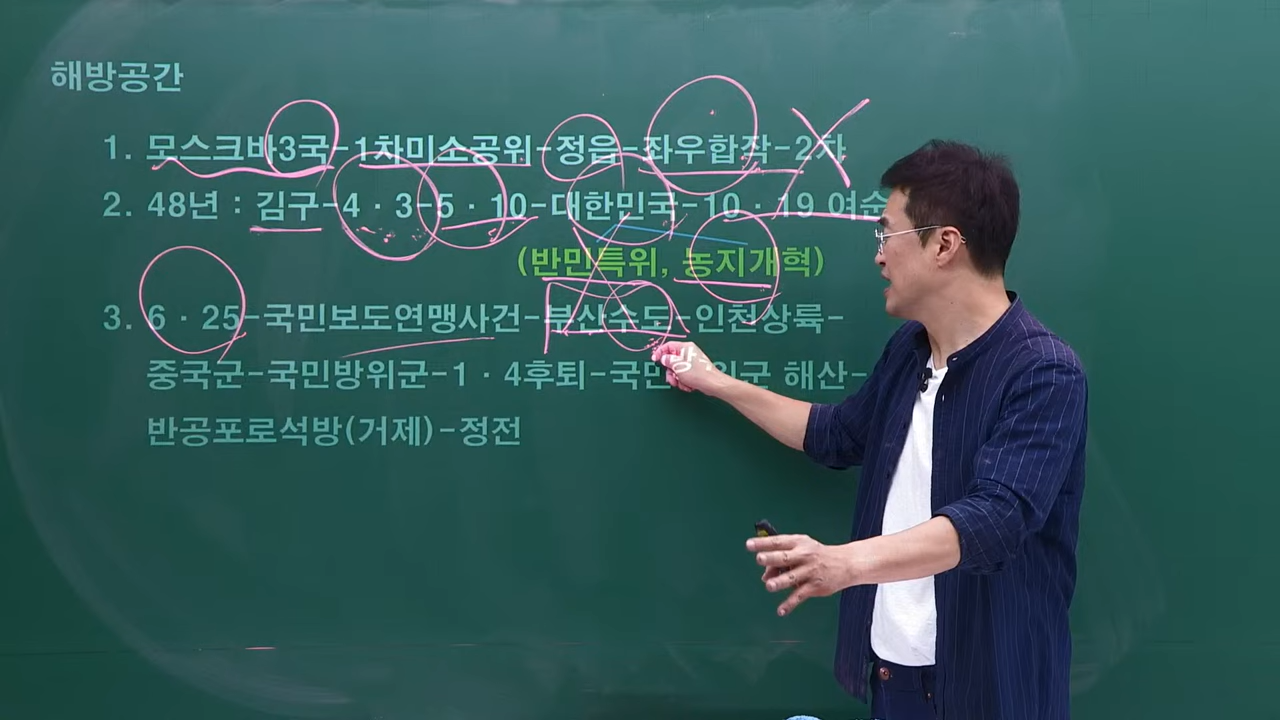 해방공간
1. 모스크바3국-1차미소공위-정읍-좌우합작-2차
2. 48년 : 김구-4·3-5·10-대한민국-10·19 여순
(반민특위, 농지개혁)
3. 6·25-국민보도연맹사건-부산수도-인천상륙-
중국군-국민방위군-1·4후퇴-국민방위군 해산-
반공포로석방(거제)-정전